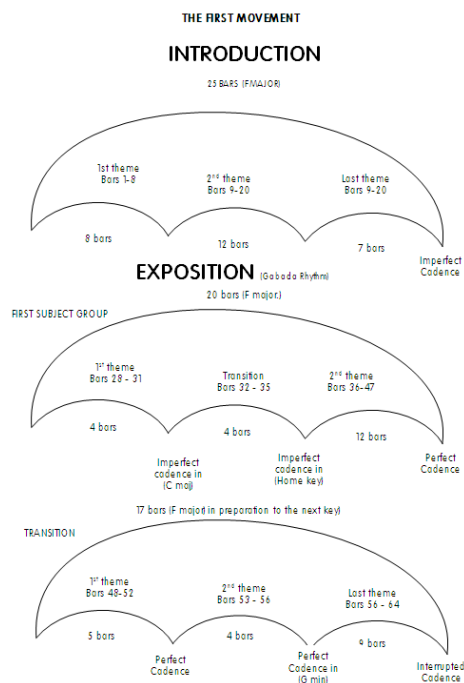 THE FIRST MOVEMENT
INTRODUCTION
25 BARS (FMAJOR)
1st theme
Bars 1-8
2nd theme
Bars 9-20
Last theme
Bars 9-20
8 bars
12 bars
7 bars
Imperfect
Cadence
EXPOSITION (Gabada Rhythm)
20 bars (F major.)
FIRST SUBJECT GROUP
1st theme
Bars 28 - 31
Transition
Bars 32 - 35
2nd theme
Bars 36-47
4 bars
4 bars
12 bars
Imperfect
cadence in
(C maj)
Imperfect
cadence in
(Home key)
Perfect
Cadence
17 bars (F major) in preparation to the next key)
TRANSITION
1st theme
Bars 48-52
2nd theme
Bars 53 - 56
Last theme
Bars 56 - 64
5 bars
4 bars
9 bars
Perfect
Cadence
Perfect
Cadence in
(G min)
Interrupted
Cadence